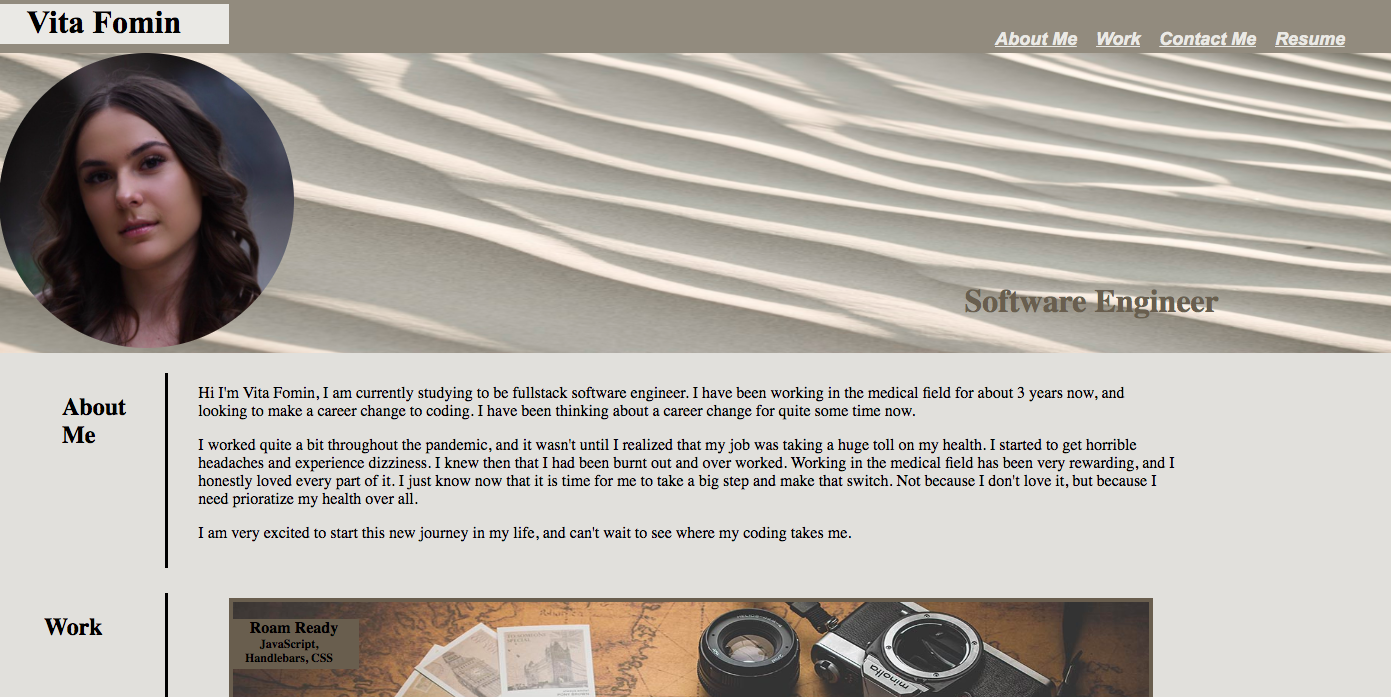 Vita Fomin
About Me Work Contact Me Resume
Software Engineer
About
Me
Hi I'm Vita Fomin, I am currently studying to be fullstack software engineer. I have been working in the medical field for about 3 years now, and
looking to make a career change to coding. I have been thinking about a career change for quite some time now.
I worked quite a bit throughout the pandemic, and it wasn't until I realized that my job was taking a huge toll on my health. I started to get horrible
headaches and experience dizziness. I knew then that I had been burnt out and over worked. Working in the medical field has been very rewarding, and I
honestly loved every part of it. I just know now that it is time for me to take a big step and make that switch. Not because I don't love it, but because I
need prioratize my health over all.
I am very excited to start this new journey in my life, and can't wait to see where my coding takes me.
Work
Roam Ready
JavaScript,
Handlebars, CSS
minolta